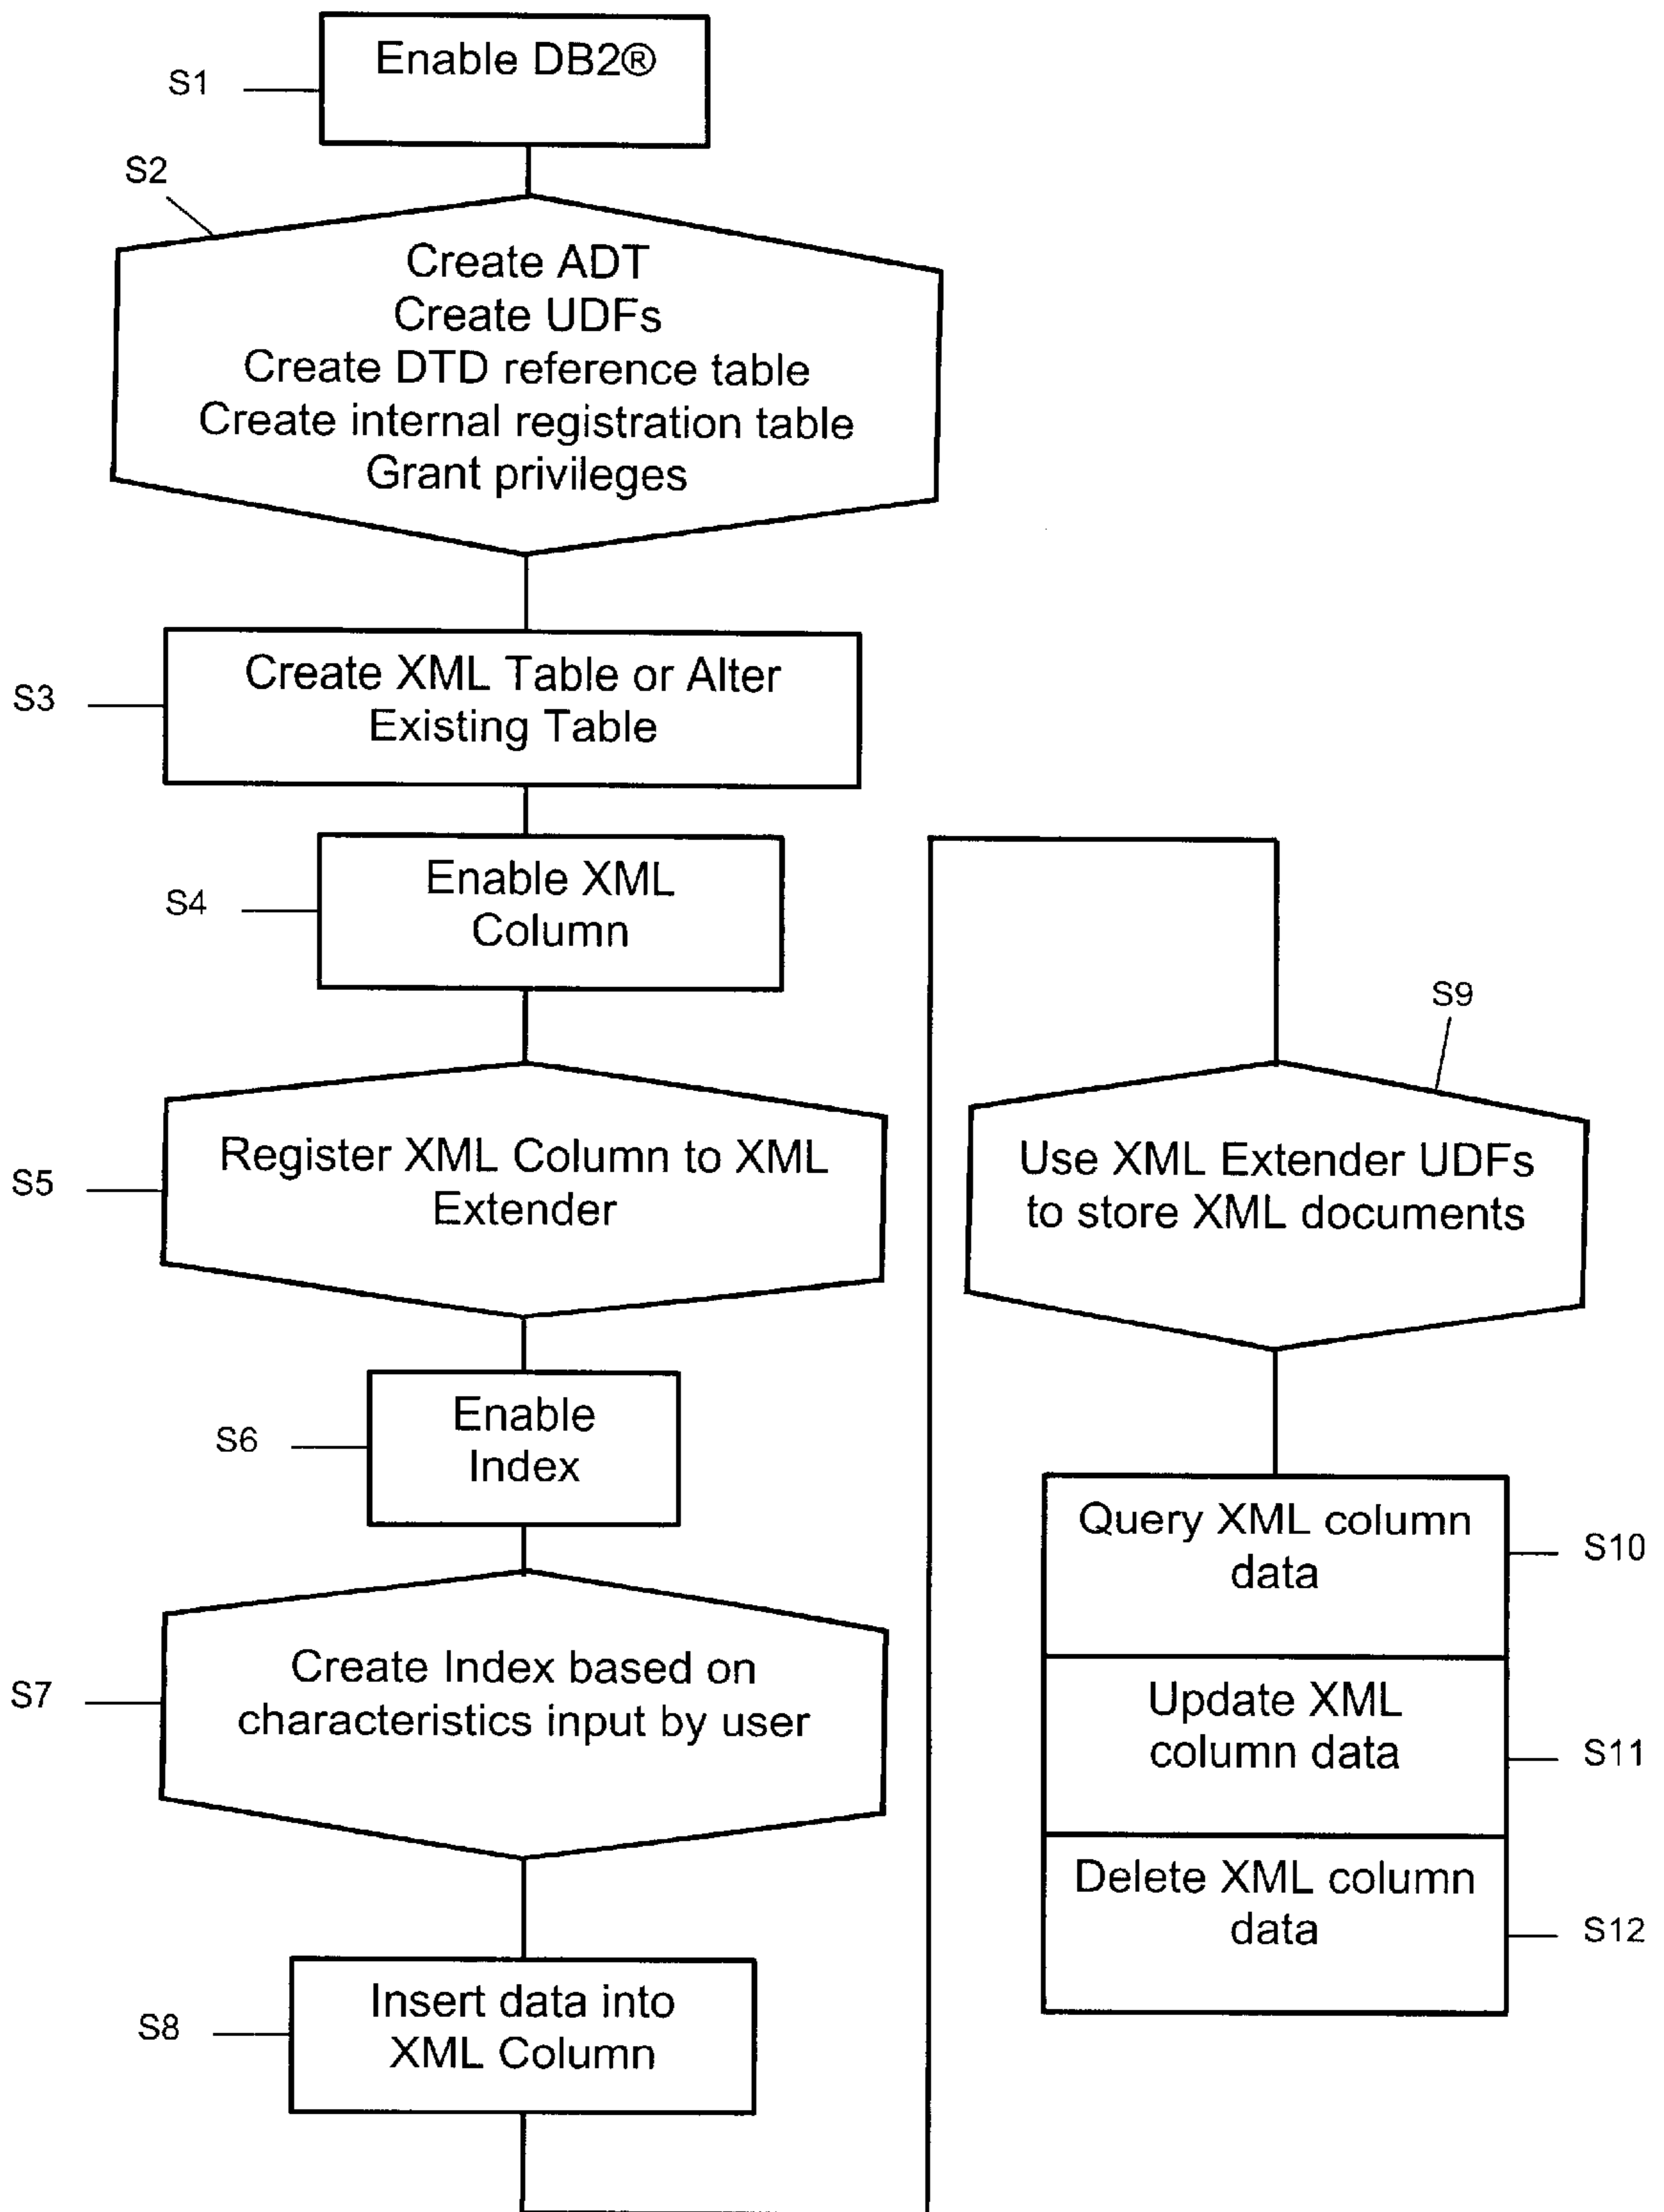 S1
Enable DB2®
S2
Create ADT
Create UDFs
Create DTD reference table
Create internal registration table
Grant privileges
S3
Create XML Table or Alter
Existing Table
S4
Enable XML
Column
S5
Register XML Column to XML
Extender
S6
Enable
Index
S7
Create Index based on
characteristics input by user
S8
Insert data into
XML Column
S9
Use XML Extender UDFs
to store XML documents
Query XML column
data
S10
Update XML
column data
S11
Delete XML column
data
S12